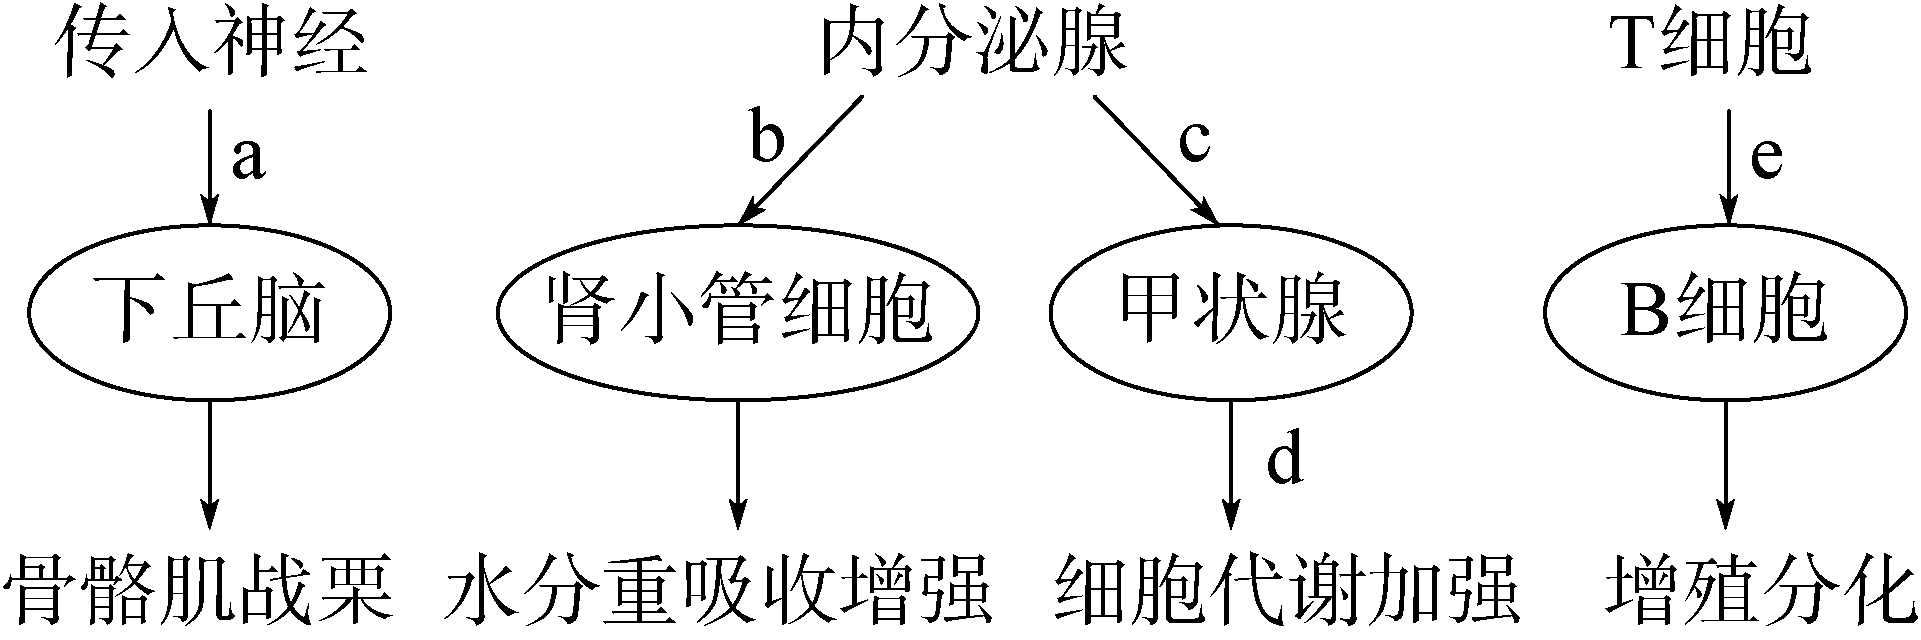 传入神经 内分泌腺 T细胞
a b c e
下丘脑 肾小管细胞 甲状腺 B细胞
d
骨骼肌战栗 水分重吸收增强 细胞代谢加强 增殖分化